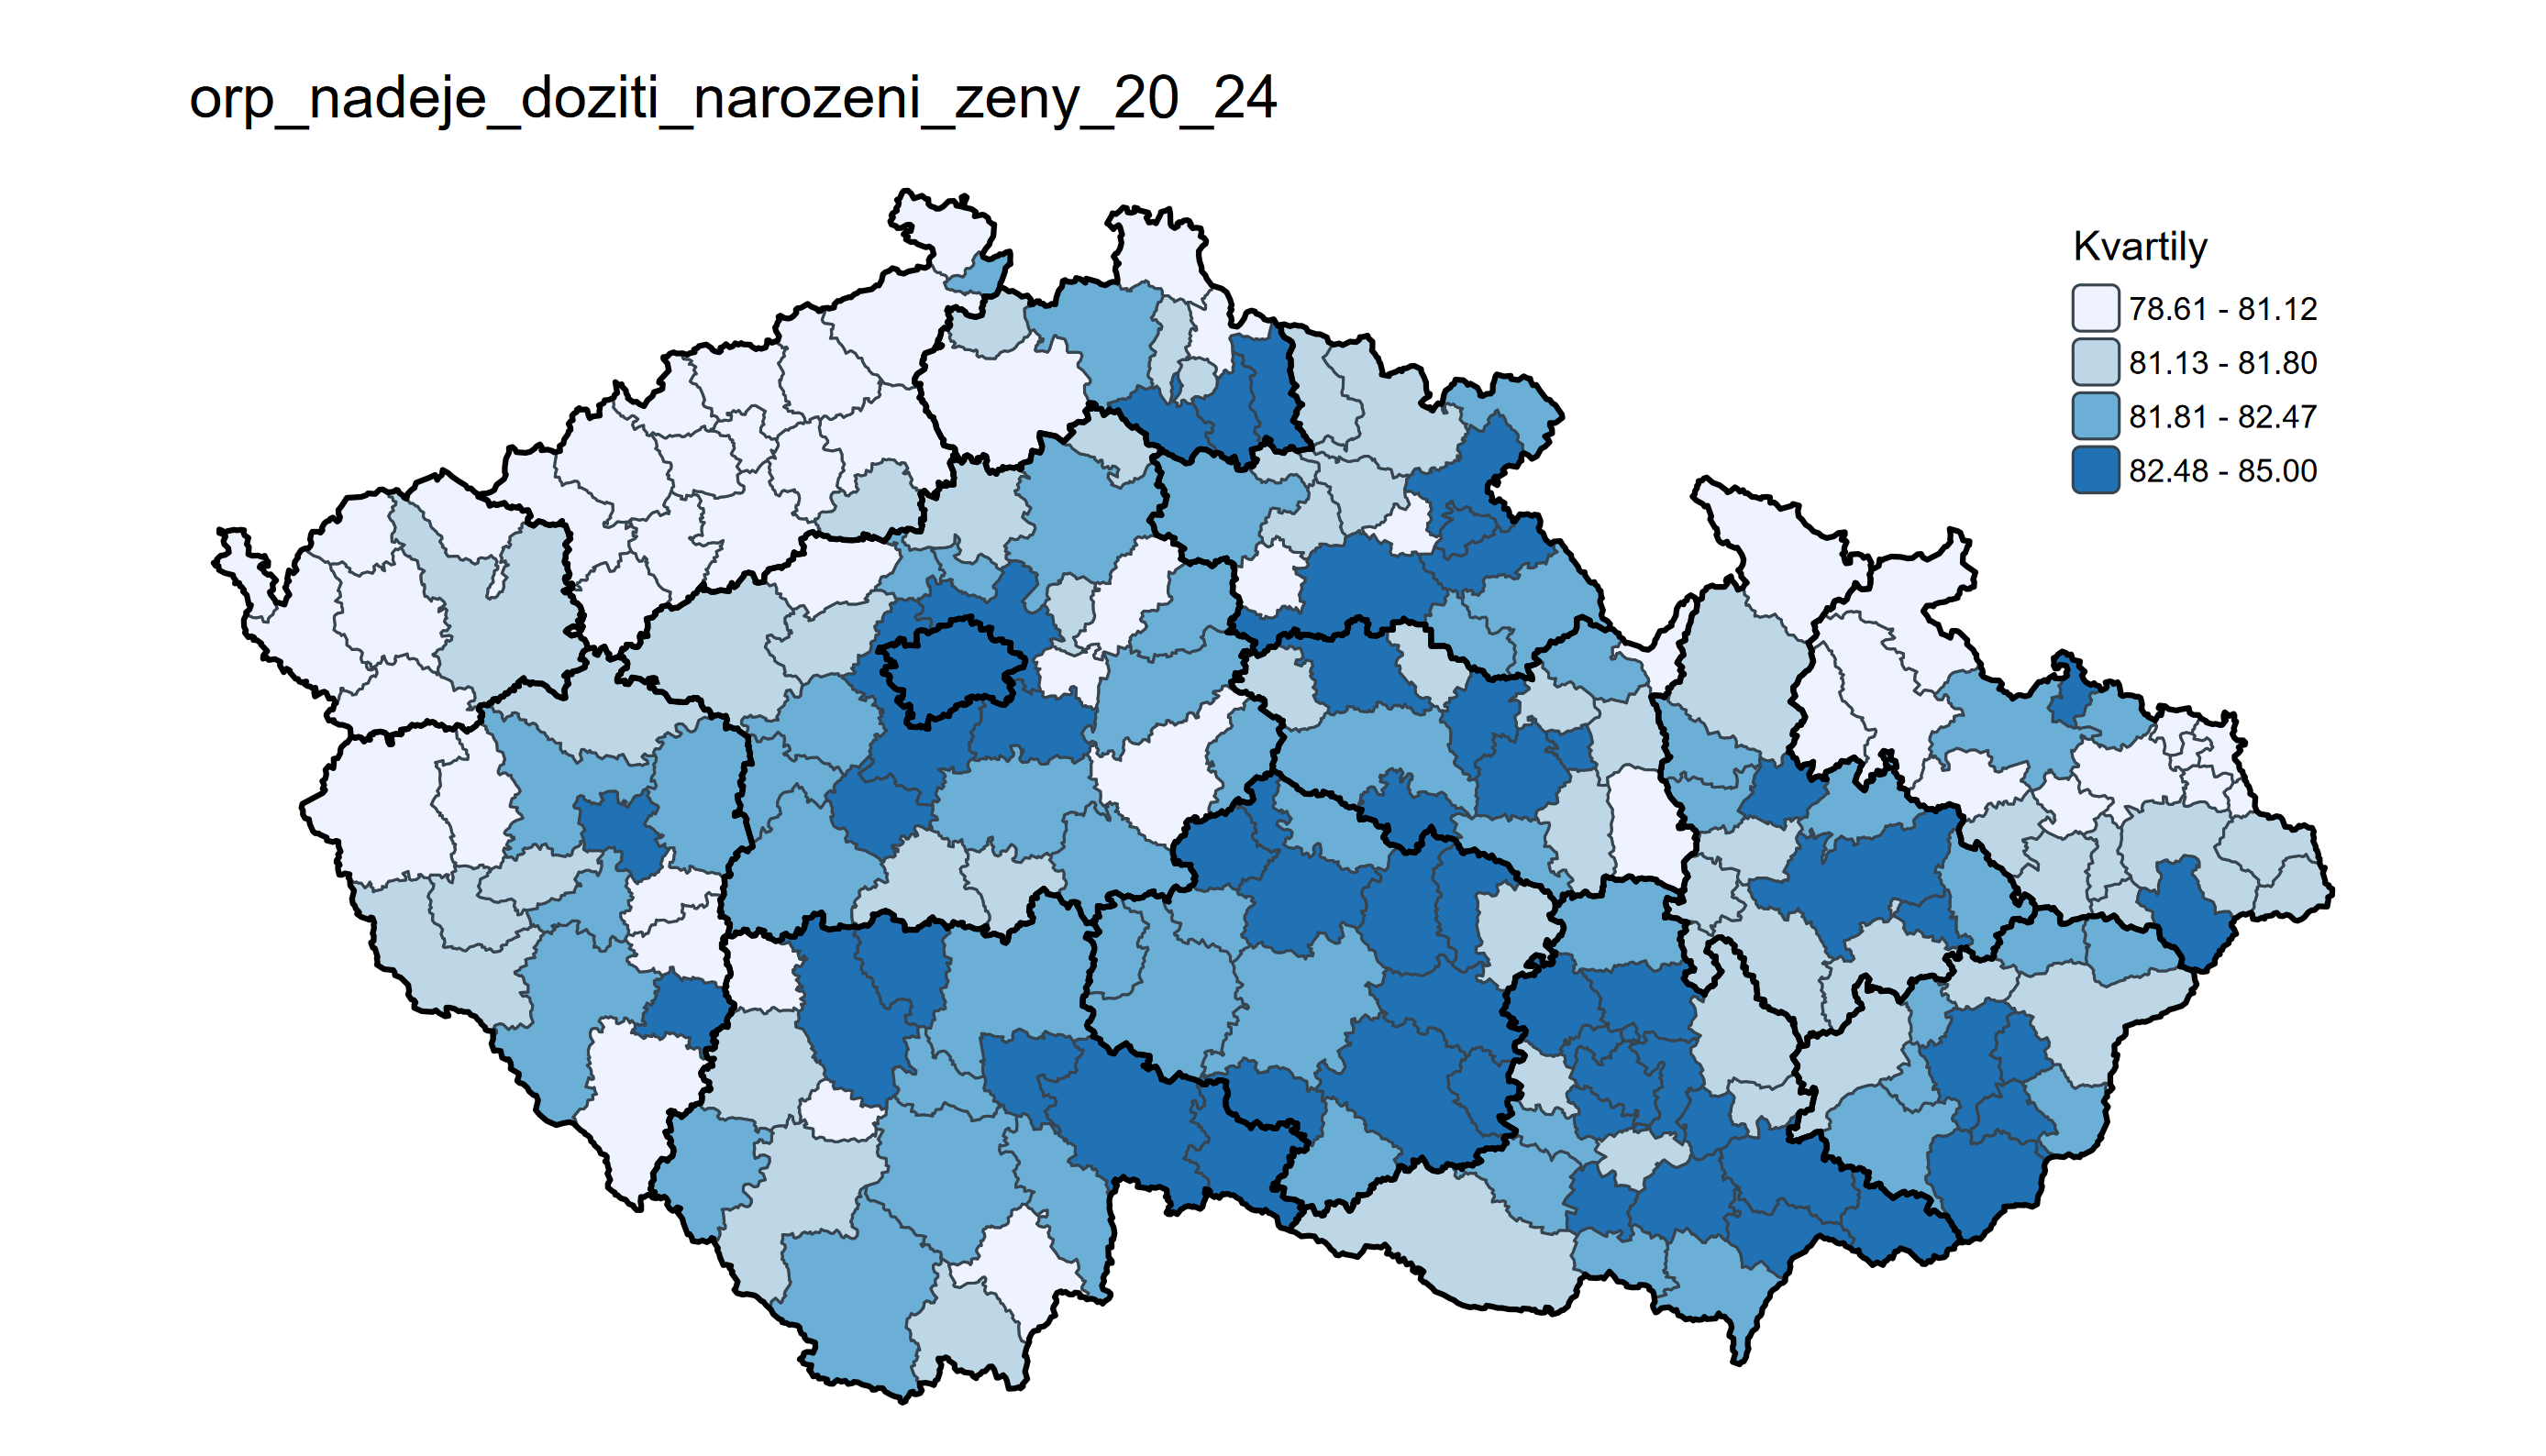 orp_nadeje_doziti_narozeni_zeny_20_24
Kvartily
78.61 - 81.12
81.13 - 81.80
81.81 - 82.47
82.48 - 85.00